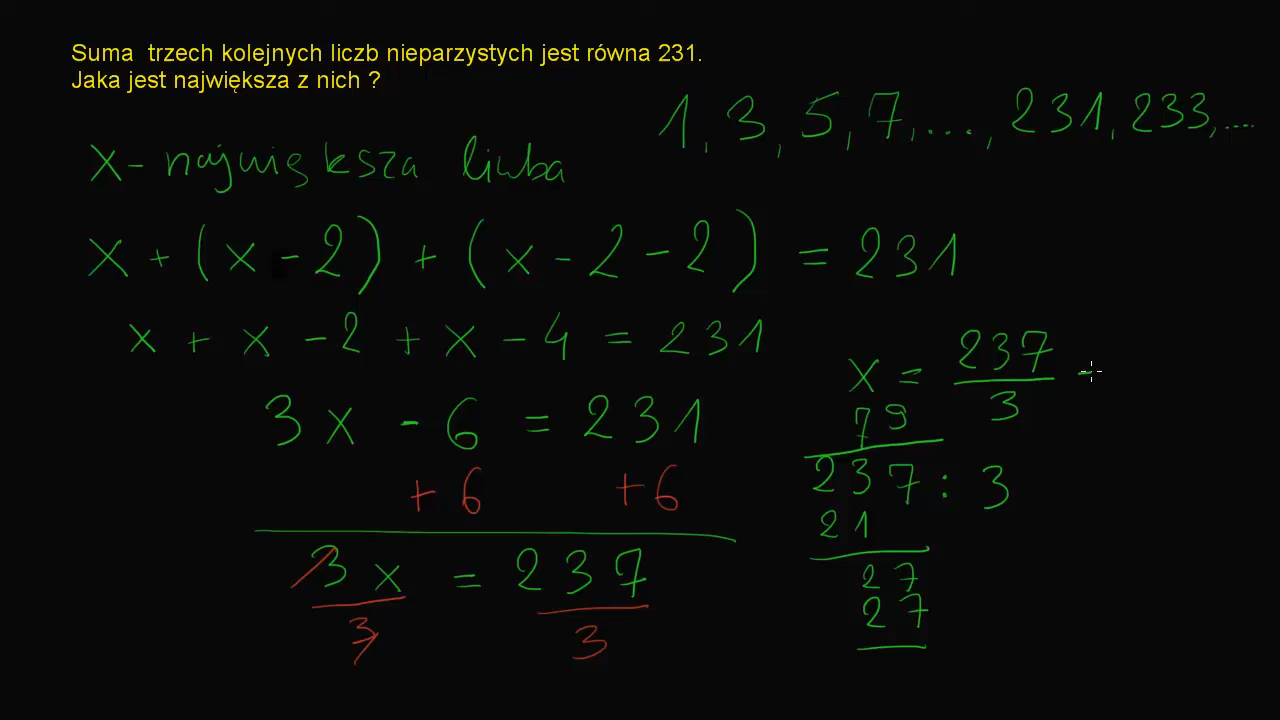 Suma trzech kolejnych liczb nieparzystych jest równa 231.
Jaka jest największa z nich ?
1, 3, 5, 7, ...., 231, 233, ....
X - największa liczba
X + (x - 2) + (x - 2 - 2) = 231
x + x - 2 + x - 4 = 231
3x - 6 = 231
+ 6 + 6
3x = 237
3 3
x = 237
3
79
237 : 3
21
27
27